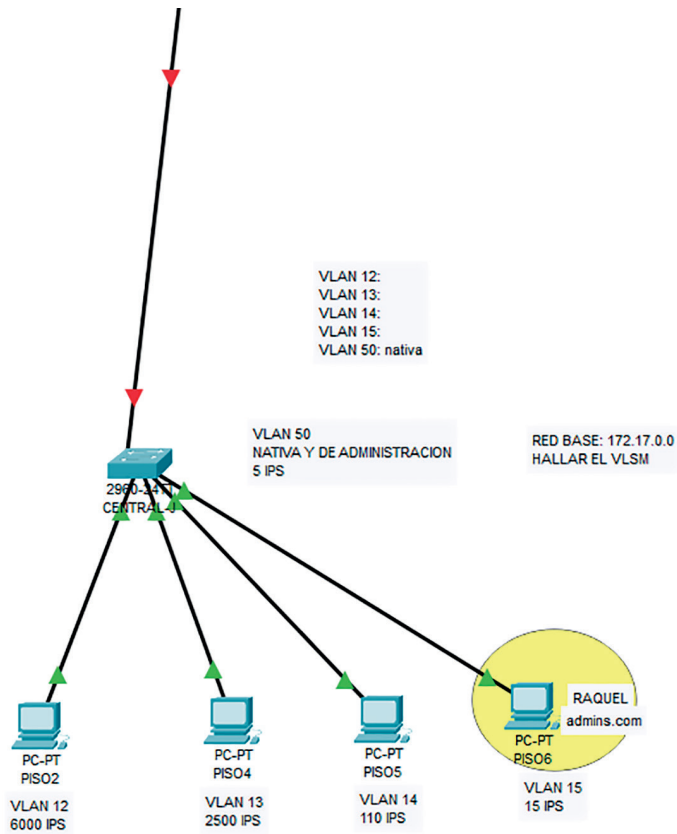 VLAN 12:
VLAN 13:
VLAN 14:
VLAN 15:
VLAN 50: nativa
VLAN 50
NATIVA Y DE ADMINISTRACION
5 IPS
RED BASE: 172.17.0.0
HALLAR EL VLSM
2960-24TT
CENTRAL-J
PC-PT
PISO2
VLAN 12
6000 IPS
PC-PT
PISO4
VLAN 13
2500 IPS
PC-PT
PISO5
VLAN 14
110 IPS
RAQUEL
admins.com
PC-PT
PISO6
VLAN 15
15 IPS